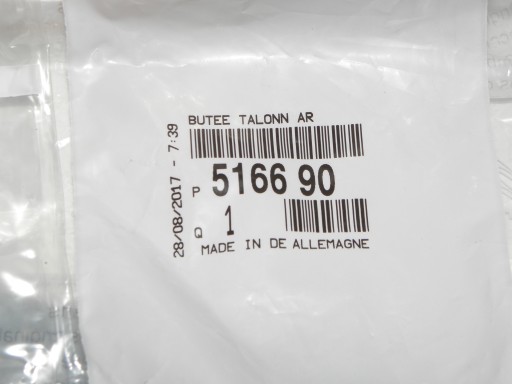 BUTEE TALONN AR
28/08/2017 - 7:39
P 5166 90
Q 1
MADE IN DE ALLEMAGNE